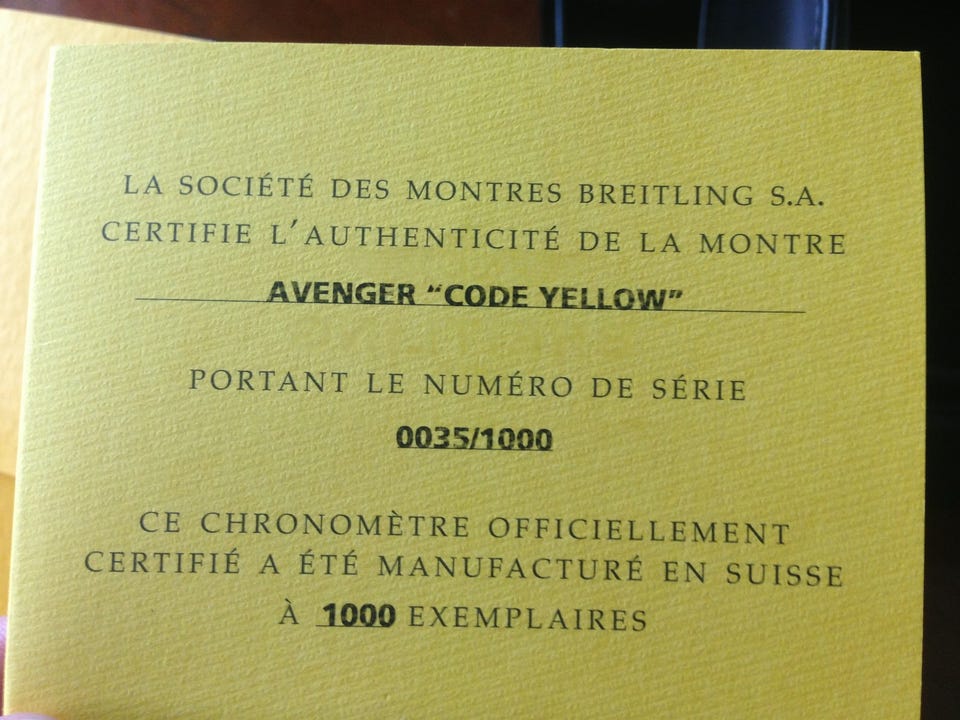 LA SOCIÉTÉ DES MONTRES BREITLING S.A.
CERTIFIE L'AUTHENTICITÉ DE LA MONTRE
AVENGER “CODE YELLOW”
PORTANT LE NUMÉRO DE SÉRIE
0035/1000
CE CHRONOMÈTRE OFFICIELLEMENT
CERTIFIÉ A ÉTÉ MANUFACTURÉ EN SUISSE
À 1000 EXEMPLAIRES